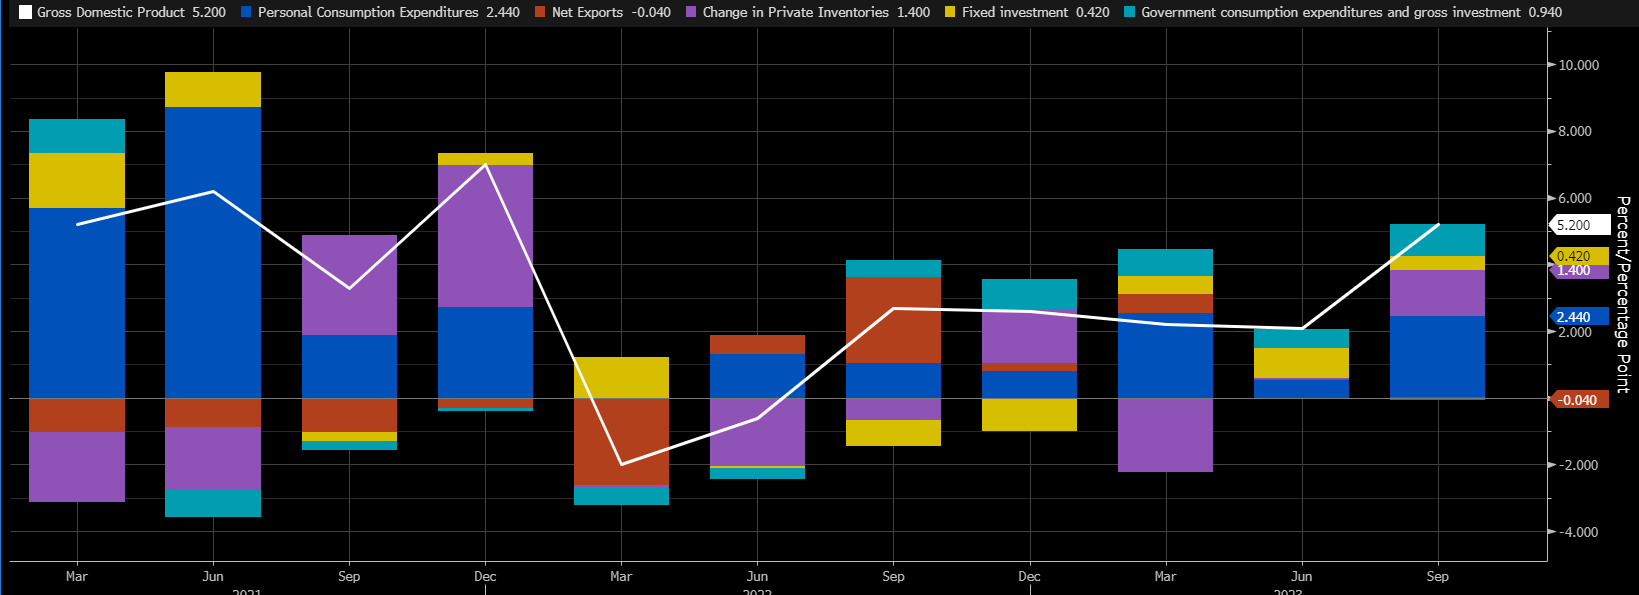 Gross Domestic Product 5.200 Personal Consumption Expenditures 2.440 Net Exports -0.040 Change in Private Inventories 1.400 Fixed investment 0.420 Government consumption expenditures and gross investment 0.940
10.000
8.000
6.000
5.200
0.420
1.400
2.440
2.000
-0.040
-2.000
-4.000
Percent/Percentage Point
Mar Jun Sep Dec Mar Jun Sep Dec Mar Jun Sep
2021 2022 2023